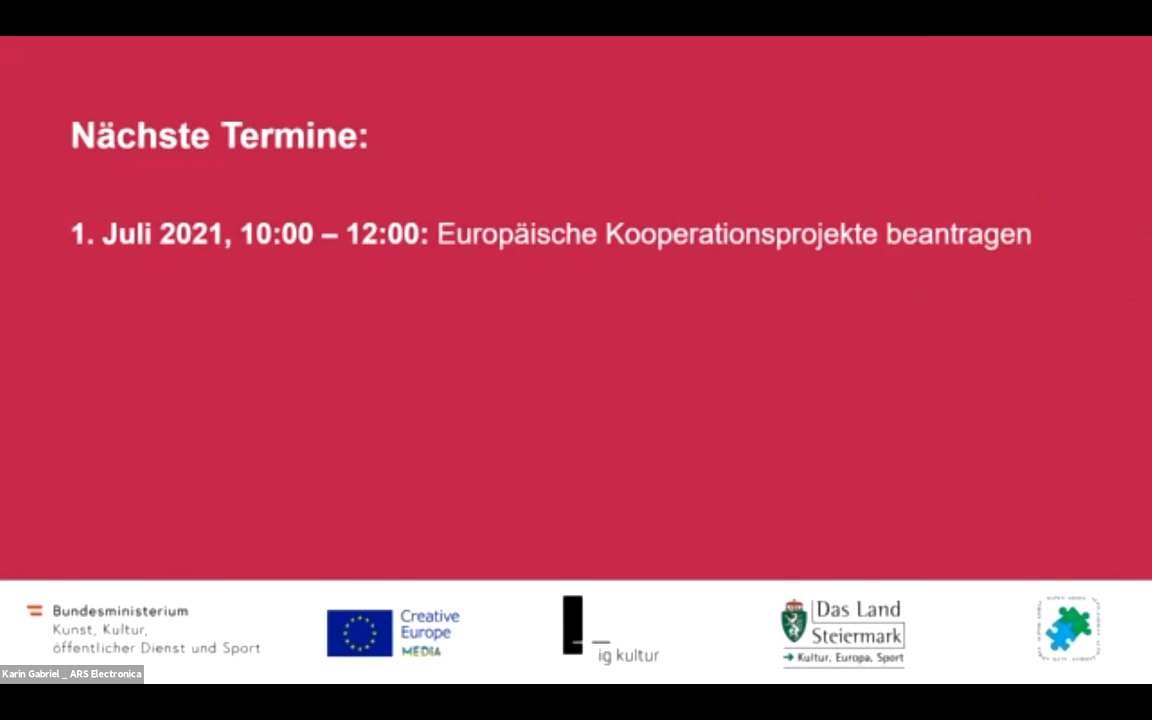 Nächste Termine:
1. Juli 2021, 10:00 – 12:00: Europäische Kooperationsprojekte beantragen
Bundesministerium
Kunst, Kultur,
öffentlicher Dienst und Sport
Creative
Europe
MEDIA
ig kultur
Das Land
Steiermark
Kultur, Europa, Sport
Karin Gabriel _ ARS Electronica